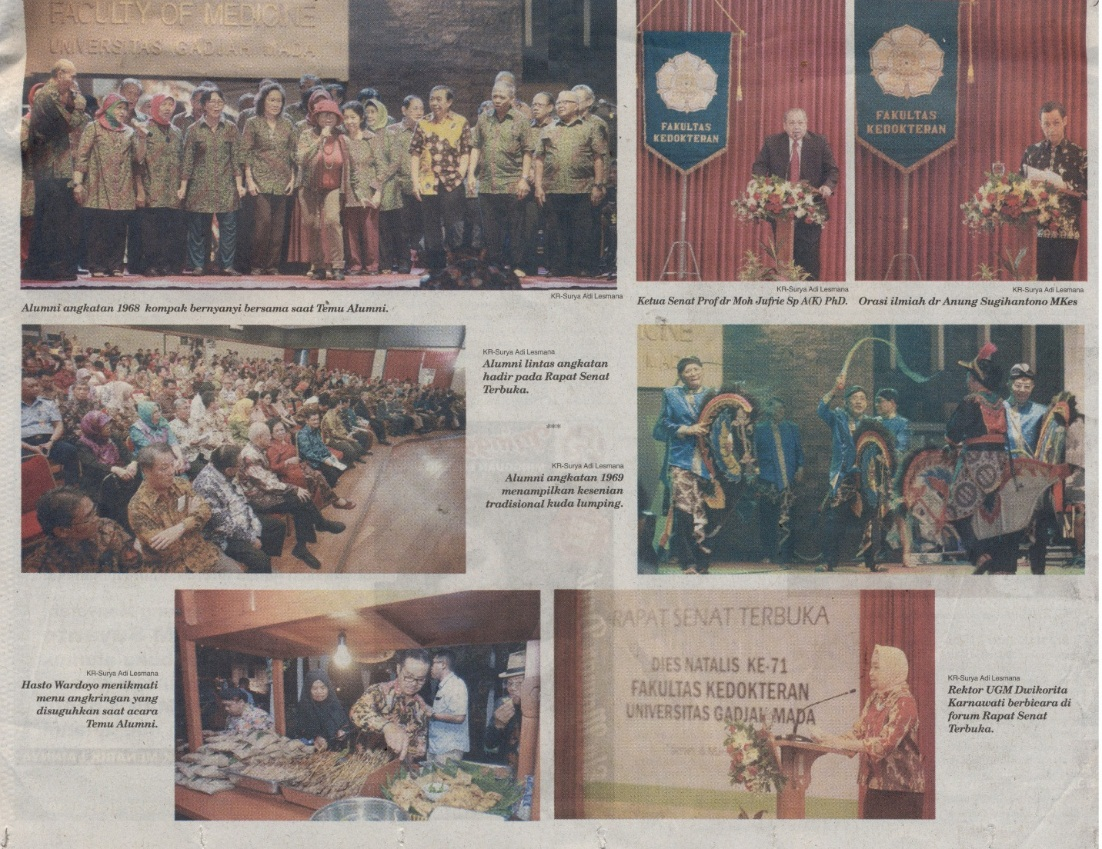 FACULTY OF MEDICINE
UNIVERSITAS GADJAH MADA
KR-Surya Adi Lesmana
Alumni angkatan 1968 kompak bernyanyi bersama saat Temu Alumni.
FAKULTAS
KEDOKTERAN
KR-Surya Adi Lesmana
Ketua Senat Prof dr Moh Jufrie Sp A(K) PhD.
FAKULTAS
KEDOKTERAN
KR-Surya Adi Lesmana
Orasi ilmiah dr Anung Sugihantono MKes
KR-Surya Adi Lesmana
Alumni lintas angkatan
hadir pada Rapat Senat
Terbuka.
***
KR-Surya Adi Lesmana
Alumni angkatan 1969
menampilkan kesenian
tradisional kuda lumping.
KR-Surya Adi Lesmana
Hasto Wardoyo menikmati
menu angkringan yang
disuguhkan saat acara
Temu Alumni.
RAPAT SENAT TERBUKA
DIES NATALIS KE-71
FAKULTAS KEDOKTERAN
UNIVERSITAS GADJAH MADA
KR-Surya Adi Lesmana
Rektor UGM Dwikorita
Karnawati berbicara di
forum Rapat Senat
Terbuka.